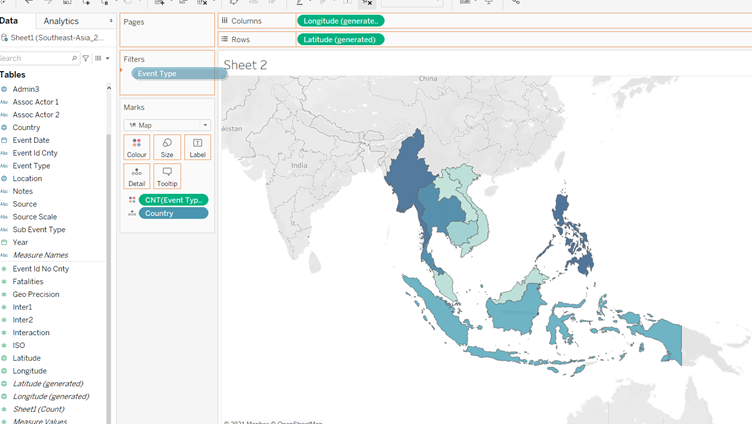 Data
Analytics
Pages
Columns
Longitude (generate..
Sheet1 (Southeast-Asia_2...
Rows
Latitude (generated)
Search
Filters
Event Type
Sheet 2
Tables
Admin3
Assoc Actor 1
Assoc Actor 2
Country
Event Date
Event Id Cnty
Event Type
Location
Notes
Source
Source Scale
Sub Event Type
Year
Measure Names
Event Id No Cnty
Fatalities
Geo Precision
Inter1
Inter2
Interaction
ISO
Latitude
Longitude
Latitude (generated)
Longitude (generated)
Sheet1 (Count)
Measure Values
Marks
Map
Colour
Size
Label
Detail
Tooltip
CNT(Event Typ..
Country
China
kistan
India
© 2021 Mapbox © OpenStreetMap